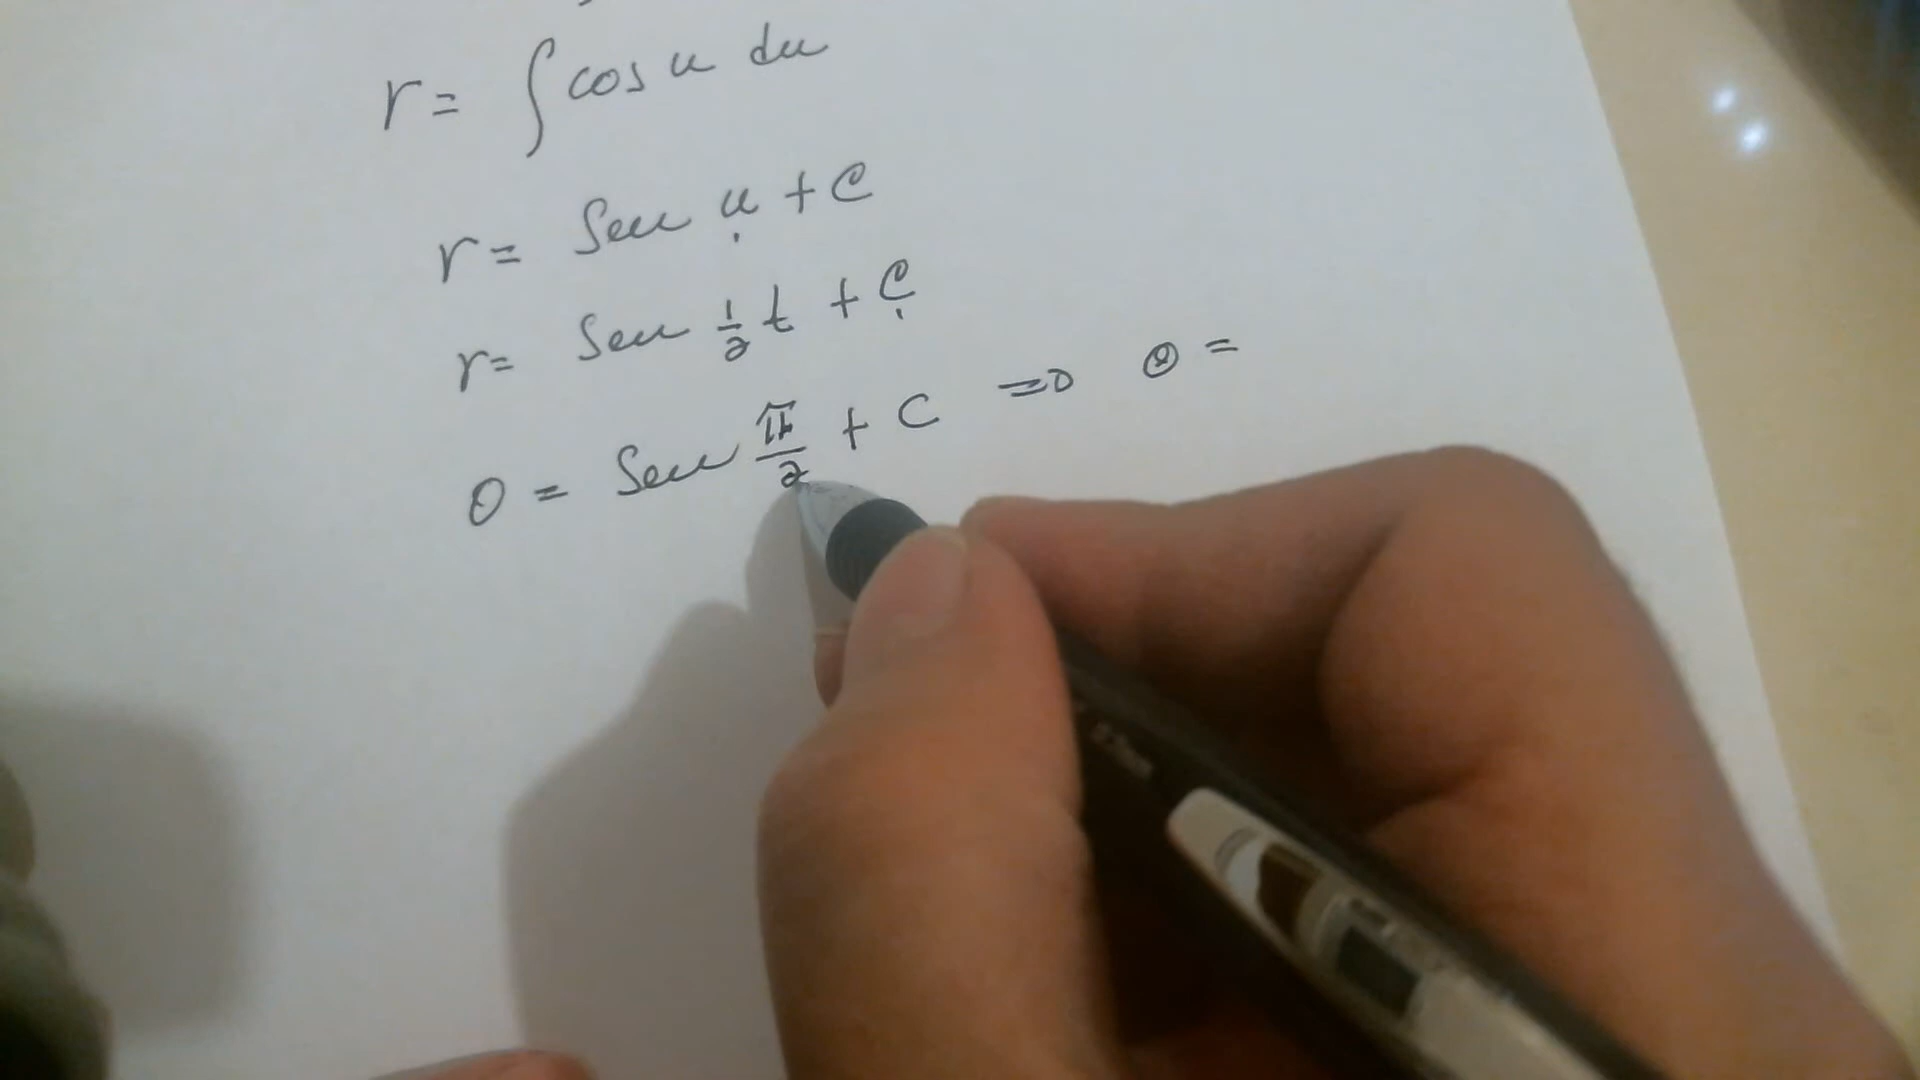 r = ∫ cos u du
r = Sen u + C
r = Sen 1/2 t + C
0 = Sen π/2 + C ⇒ 0 =